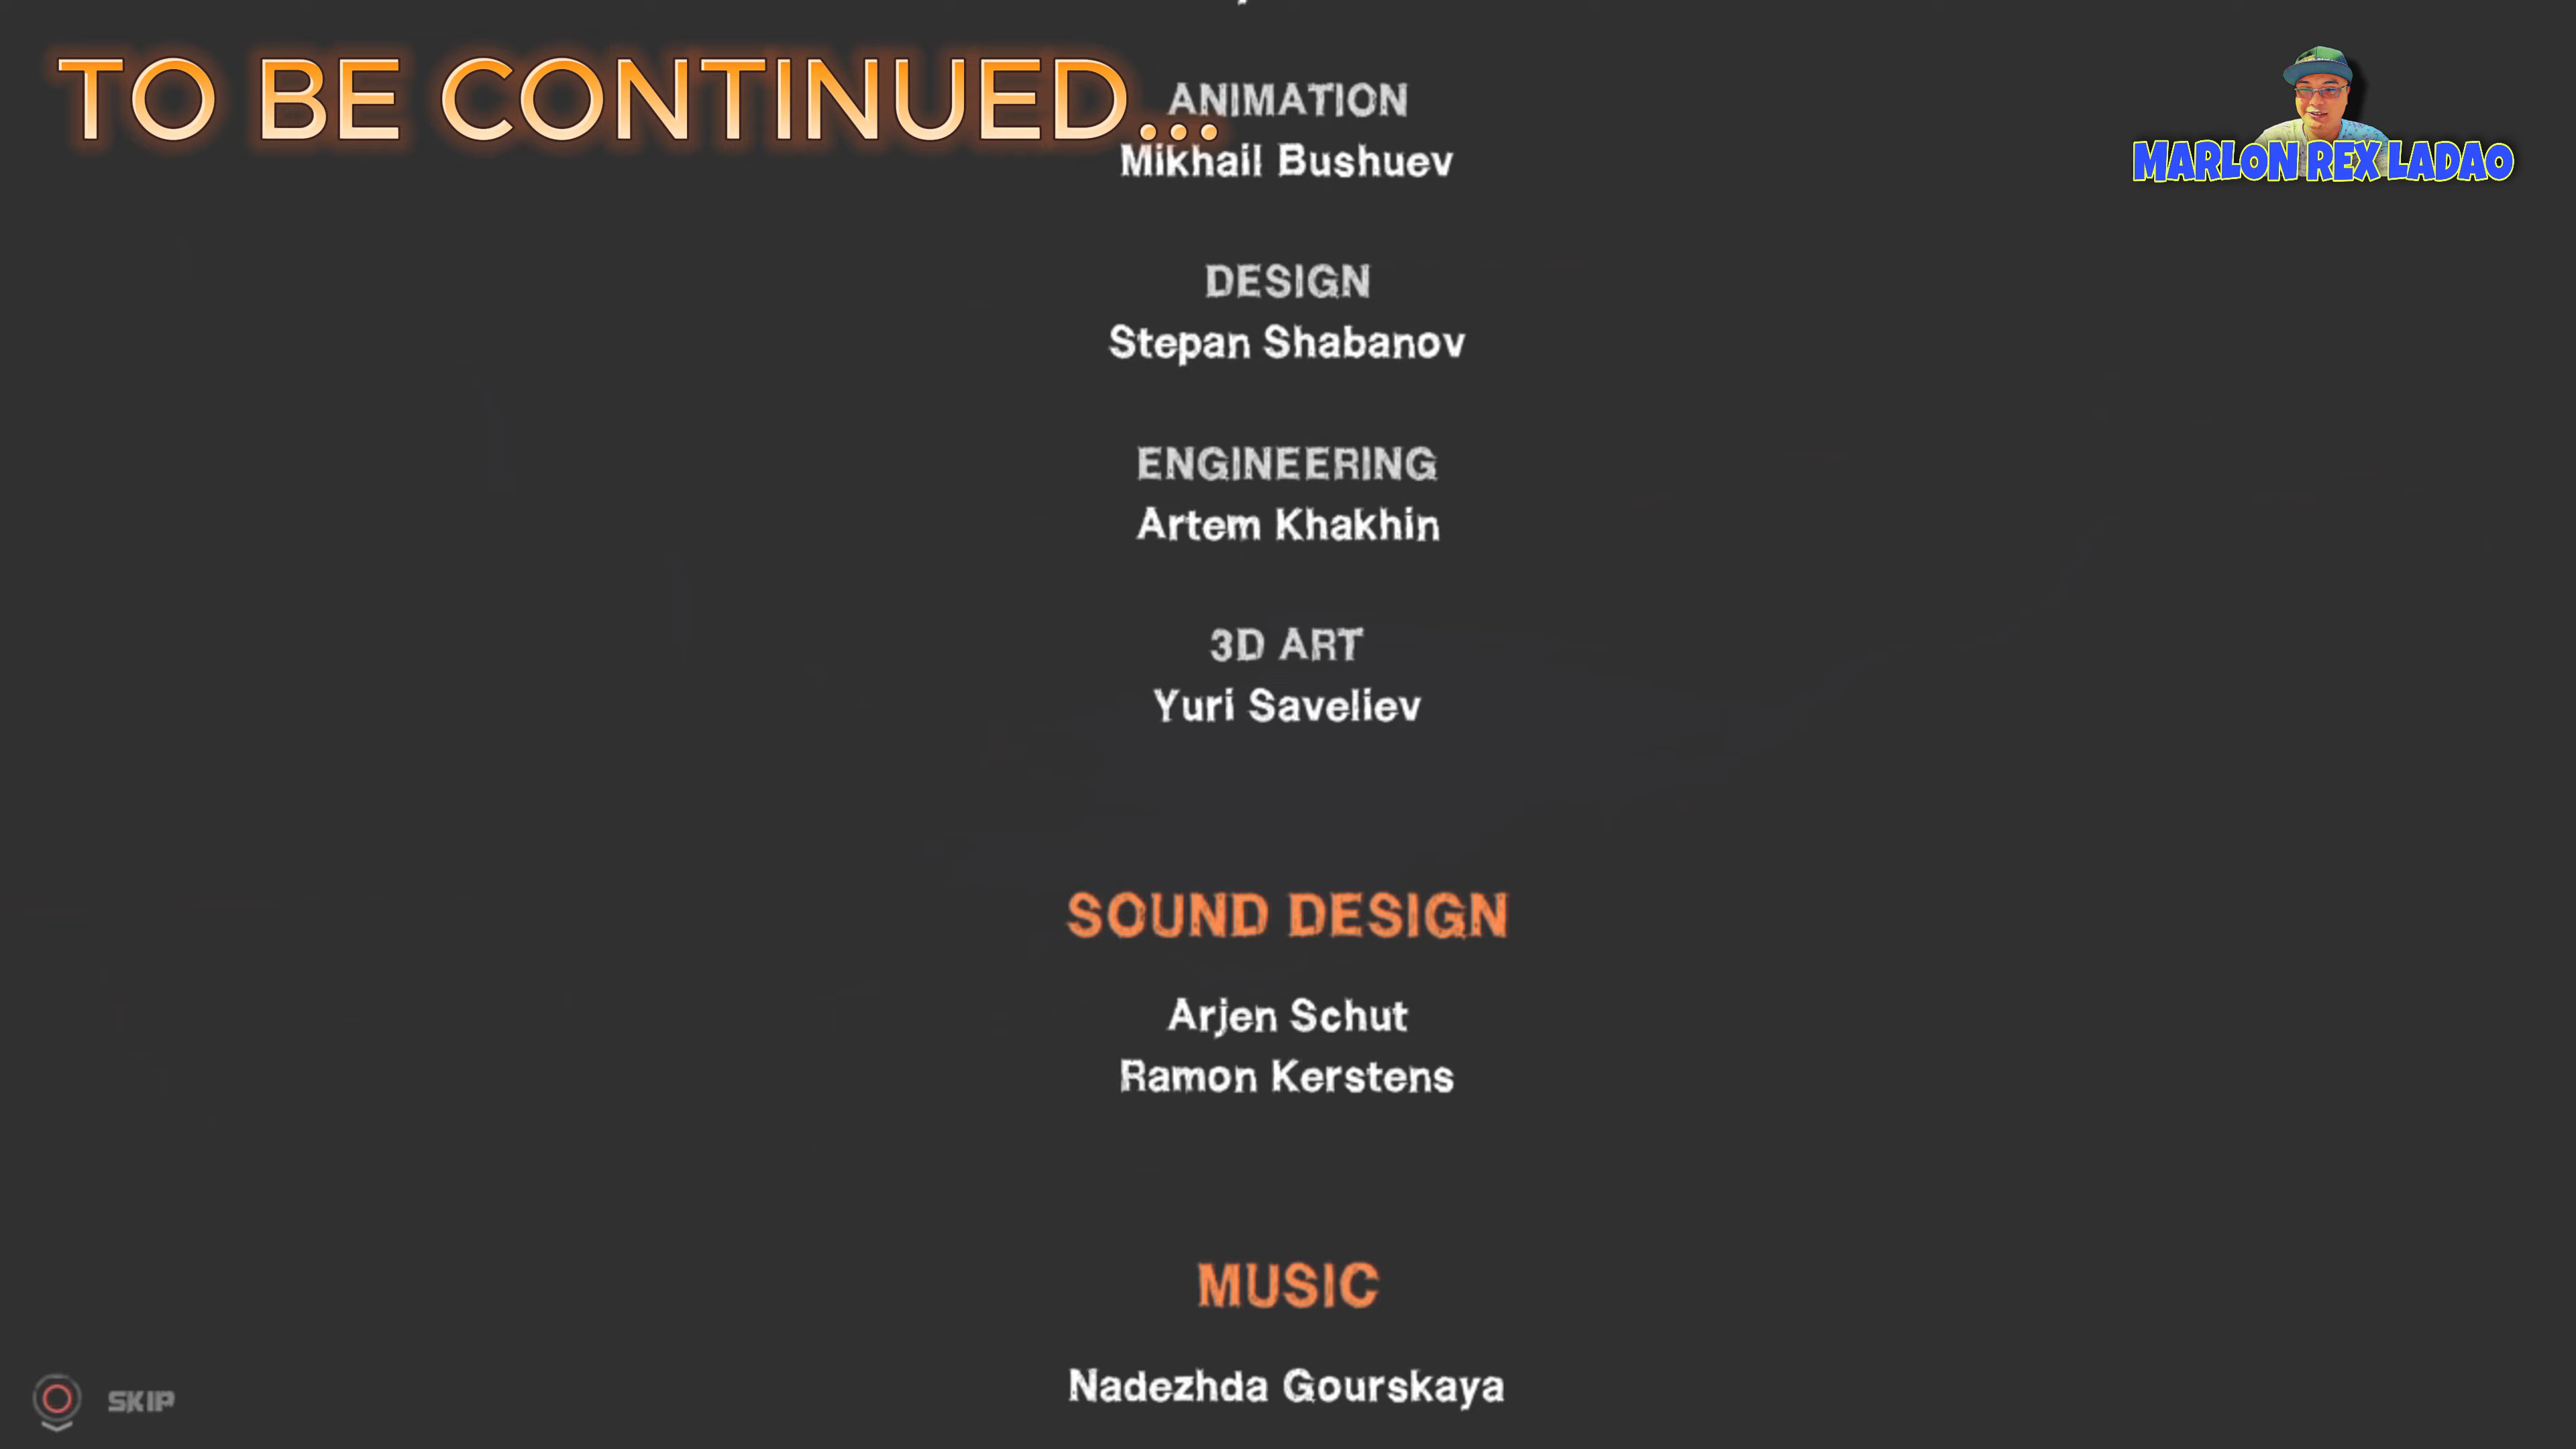 TO BE CONTINUED...
MARLON REX LADAO
ANIMATION
Mikhail Bushuev
DESIGN
Stepan Shabanov
ENGINEERING
Artem Khakhin
3D ART
Yuri Saveliev
SOUND DESIGN
Arjen Schut
Ramon Kerstens
MUSIC
Nadezhda Gourskaya
SKIP